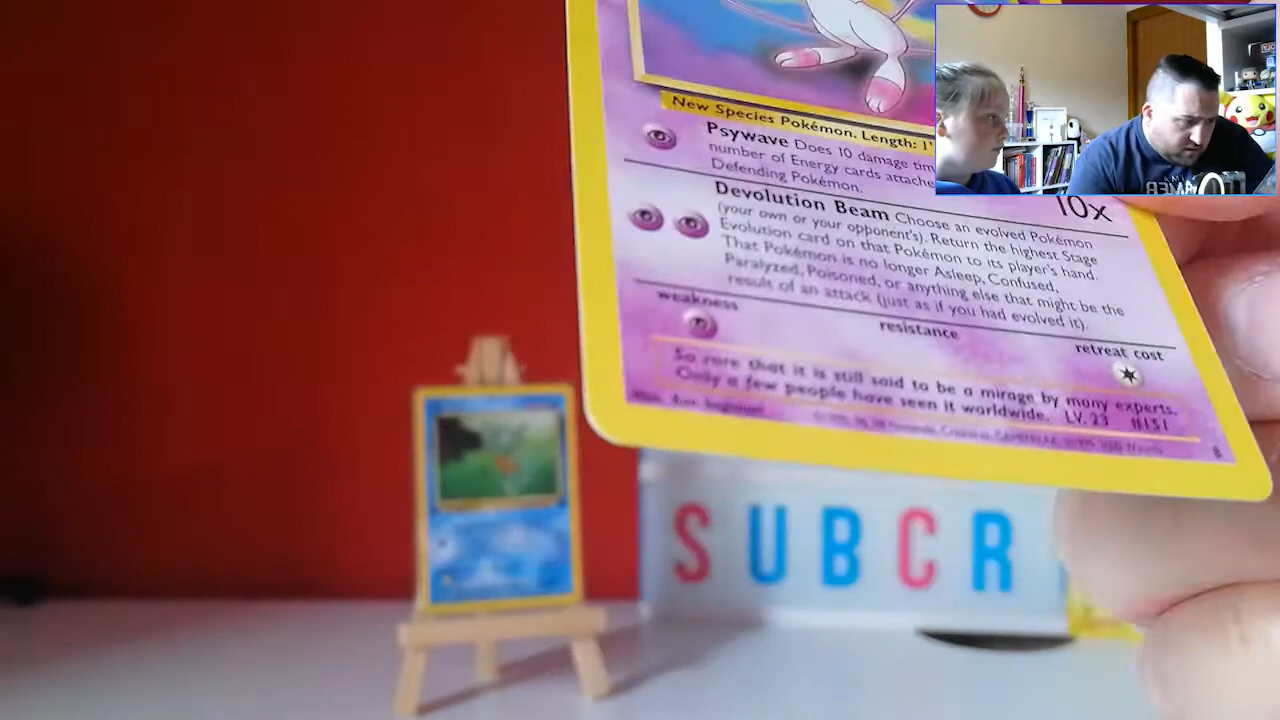 New Species Pokémon. Length: 1'
Psywave Does 10 damage tim
number of Energy cards attache
Defending Pokémon.
10x
Devolution Beam Choose an evolved Pokémon
(your own or your opponent's). Return the highest Stage
Evolution card on that Pokémon to its player's hand.
That Pokémon is no longer Asleep, Confused,
Paralyzed, Poisoned, or anything else that might be the
result of an attack (just as if you had evolved it).
weakness
resistance
retreat cost
So rare that it is still said to be a mirage by many experts.
Only a few people have seen it worldwide. LV. 23 #151
8
SUBCR